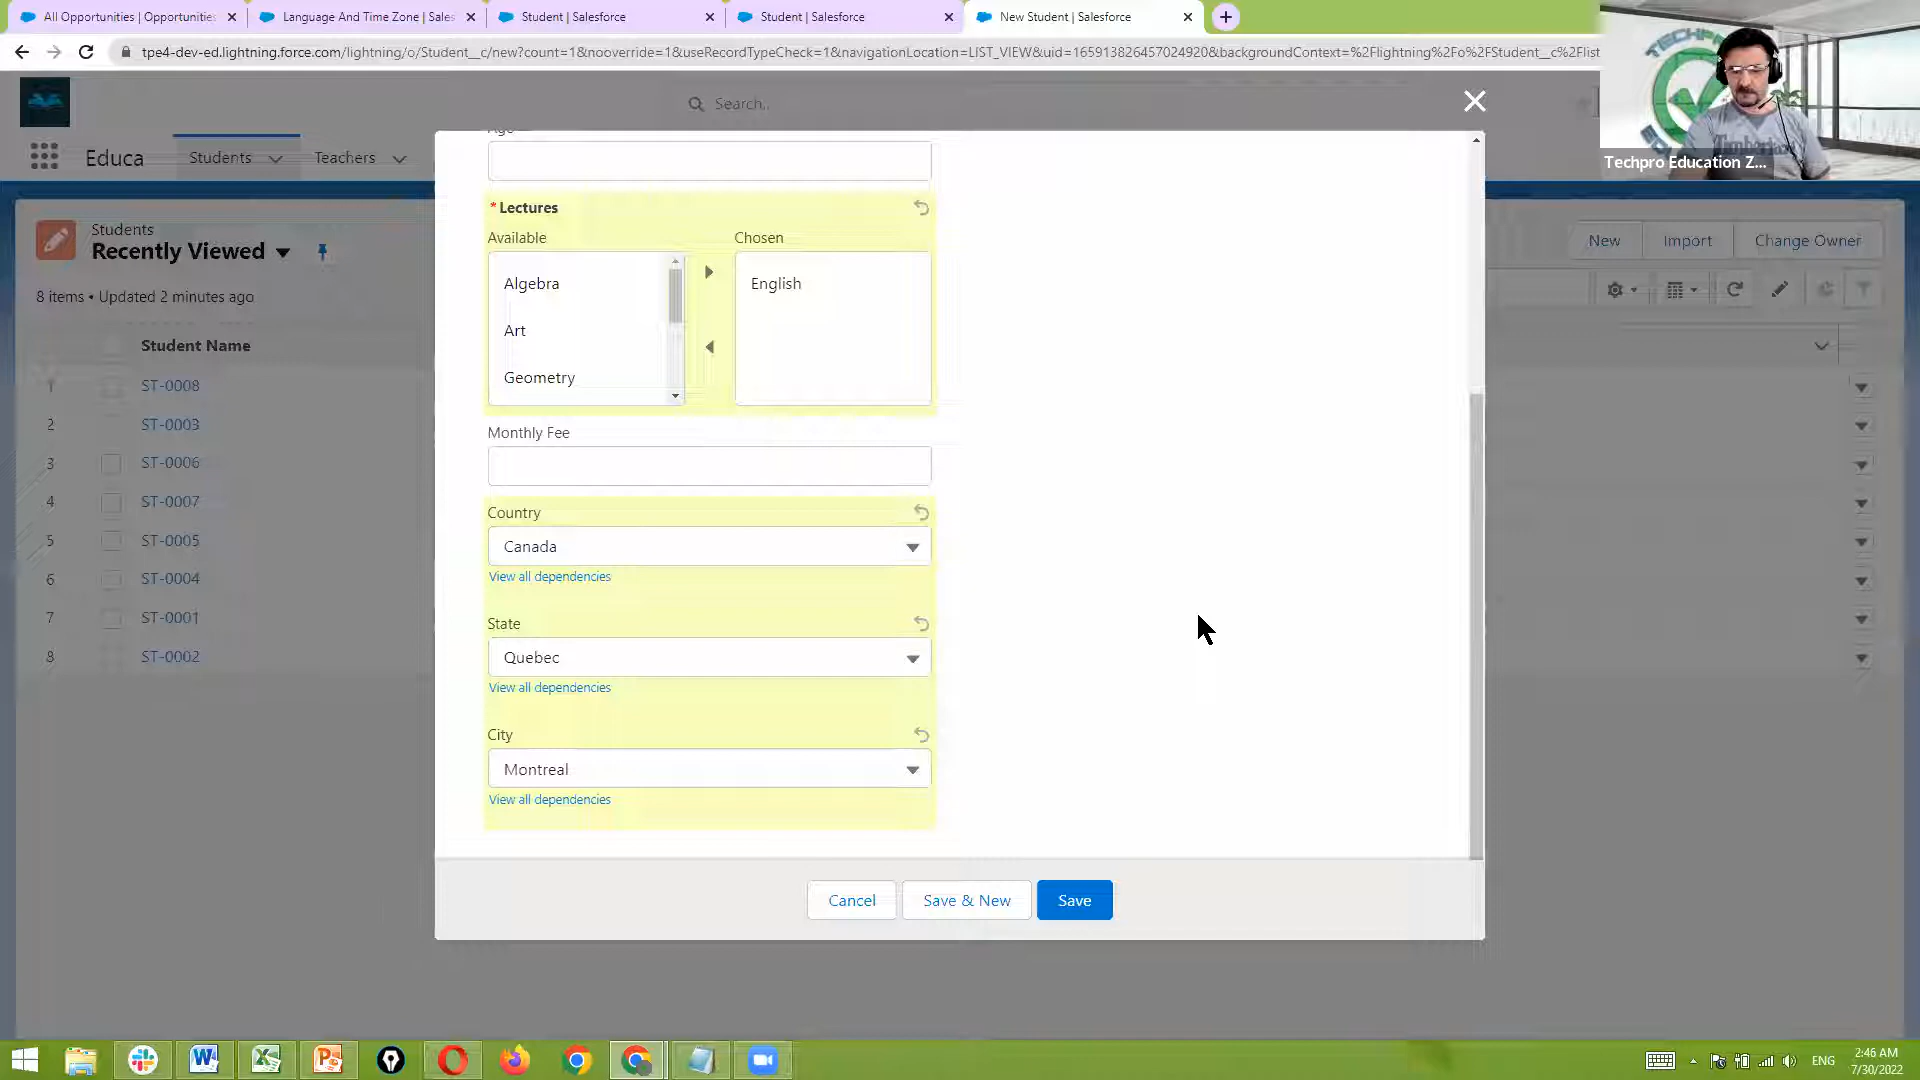 All Opportunities | Opportunities
Language And Time Zone | Sales
Student | Salesforce
Student | Salesforce
New Student | Salesforce
tpe4-dev-ed.lightning.force.com/lightning/o/Student__c/new?count=1&nooverride=1&useRecordTypeCheck=1&navigationLocation=LIST_VIEW&uid=165913826457024920&backgroundContext=%2Flightning%2Fo%2FStudent__c%2Flist
Search...
Techpro Education Z...
Educa
Students
Teachers
Age
*Lectures
Available
Chosen
Algebra
Art
Geometry
English
Monthly Fee
Country
Canada
View all dependencies
State
Quebec
View all dependencies
City
Montreal
View all dependencies
Cancel
Save & New
Save
Students
Recently Viewed
New
Import
Change Owner
8 items • Updated 2 minutes ago
Student Name
1 ST-0008
2 ST-0003
3 ST-0006
4 ST-0007
5 ST-0005
6 ST-0004
7 ST-0001
8 ST-0002
ENG
2:46 AM
7/30/2022